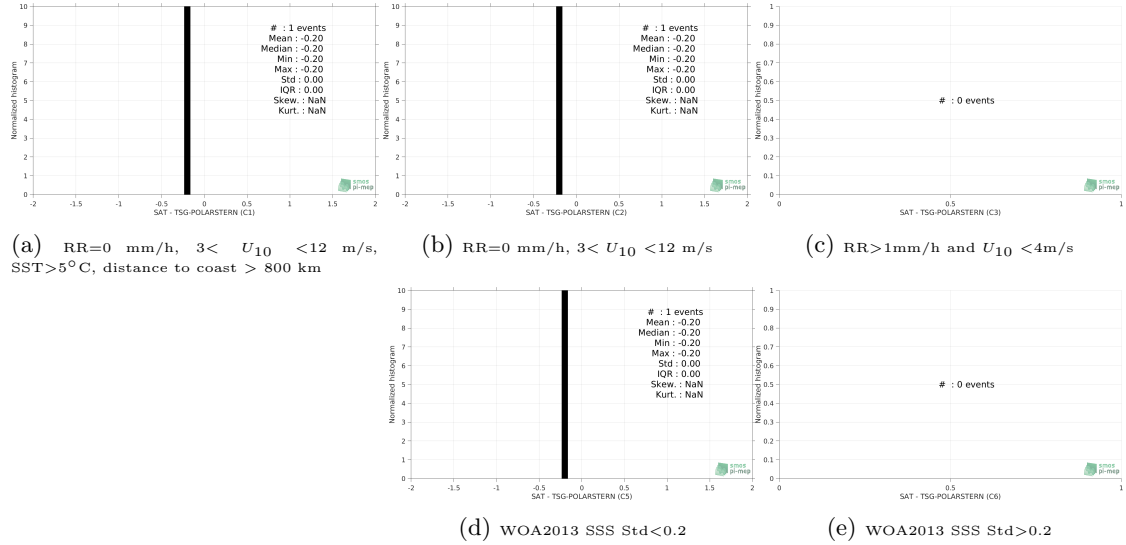 10
9
8
7
6
5
4
3
2
1
0
Normalized histogram
# : 1 events
Mean : -0.20
Median : -0.20
Min : -0.20
Max : -0.20
Std : 0.00
IQR : 0.00
Skew. : NaN
Kurt. : NaN
smos
pi-mep
-2 -1.5 -1 -0.5 0 0.5 1 1.5 2
SAT - TSG-POLARSTERN (C1)
(a) RR=0 mm/h, 3< U10 <12 m/s,
SST>5°C, distance to coast > 800 km
10
9
8
7
6
5
4
3
2
1
0
Normalized histogram
# : 1 events
Mean : -0.20
Median : -0.20
Min : -0.20
Max : -0.20
Std : 0.00
IQR : 0.00
Skew. : NaN
Kurt. : NaN
smos
pi-mep
-2 -1.5 -1 -0.5 0 0.5 1 1.5 2
SAT - TSG-POLARSTERN (C2)
(b) RR=0 mm/h, 3< U10 <12 m/s
1
0.9
0.8
0.7
0.6
0.5
0.4
0.3
0.2
0.1
0
Normalized histogram
# : 0 events
smos
pi-mep
0.5 1
SAT - TSG-POLARSTERN (C3)
(c) RR>1mm/h and U10 <4m/s
10
9
8
7
6
5
4
3
2
1
0
Normalized histogram
# : 1 events
Mean : -0.20
Median : -0.20
Min : -0.20
Max : -0.20
Std : 0.00
IQR : 0.00
Skew. : NaN
Kurt. : NaN
smos
pi-mep
-2 -1.5 -1 -0.5 0 0.5 1 1.5 2
SAT - TSG-POLARSTERN (C5)
(d) WOA2013 SSS Std<0.2
1
0.9
0.8
0.7
0.6
0.5
0.4
0.3
0.2
0.1
0
Normalized histogram
# : 0 events
smos
pi-mep
0.5 1
SAT - TSG-POLARSTERN (C6)
(e) WOA2013 SSS Std>0.2